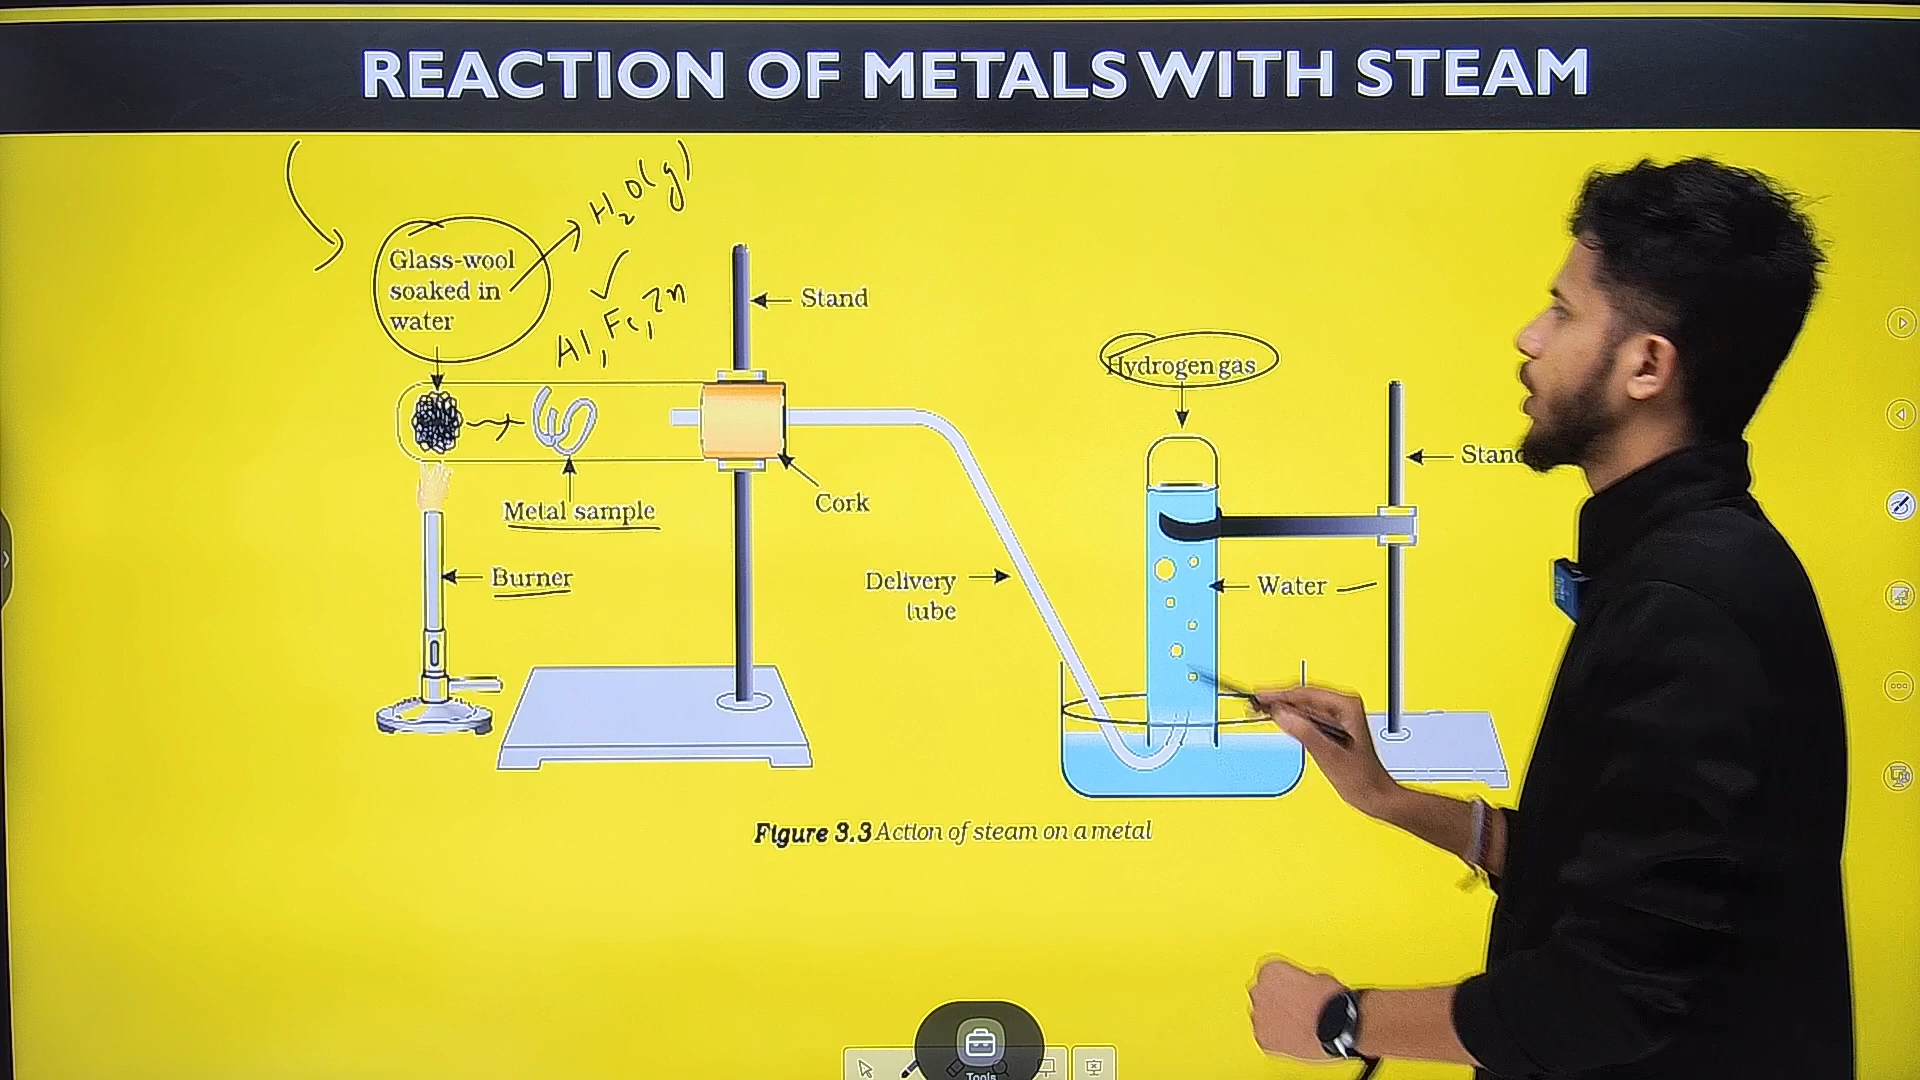 REACTION OF METALS WITH STEAM
H2O(g)
Glass-wool
soaked in
water
Al, Fe, Zn
Stand
Hydrogen gas
Stand
Metal sample
Cork
Burner
Delivery
tube
Water
Figure 3.3 Action of steam on a metal
Tools